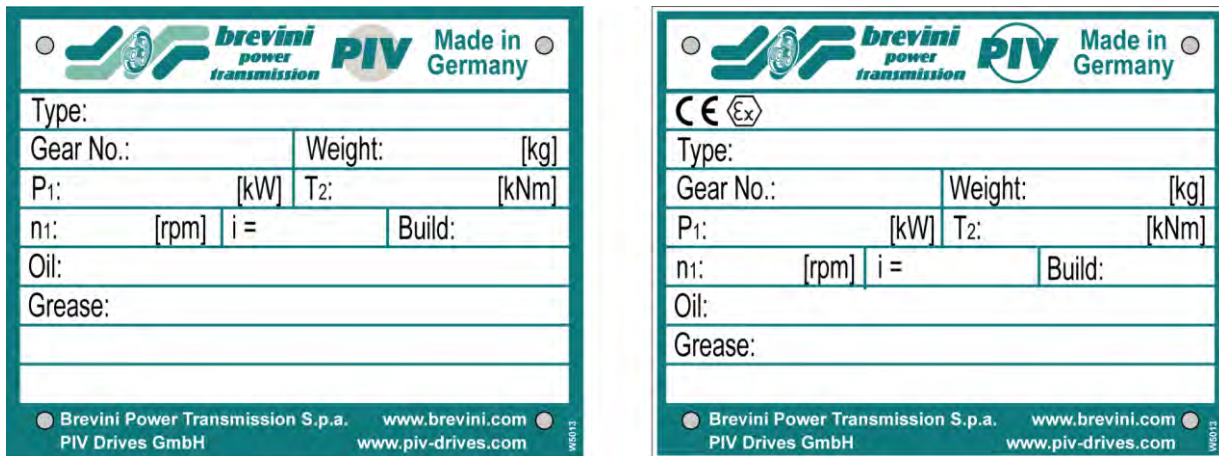 brevini
power
transmission
PIV
Made in
Germany
Type:
Gear No.: Weight: [kg]
P1: [kW] T2: [kNm]
n1: [rpm] i = Build:
Oil:
Grease:
Brevini Power Transmission S.p.a. www.brevini.com
PIV Drives GmbH www.piv-drives.com
W5013
brevini
power
transmission
PIV
Made in
Germany
CE Ex
Type:
Gear No.: Weight: [kg]
P1: [kW] T2: [kNm]
n1: [rpm] i = Build:
Oil:
Grease:
Brevini Power Transmission S.p.a. www.brevini.com
PIV Drives GmbH www.piv-drives.com
W5013